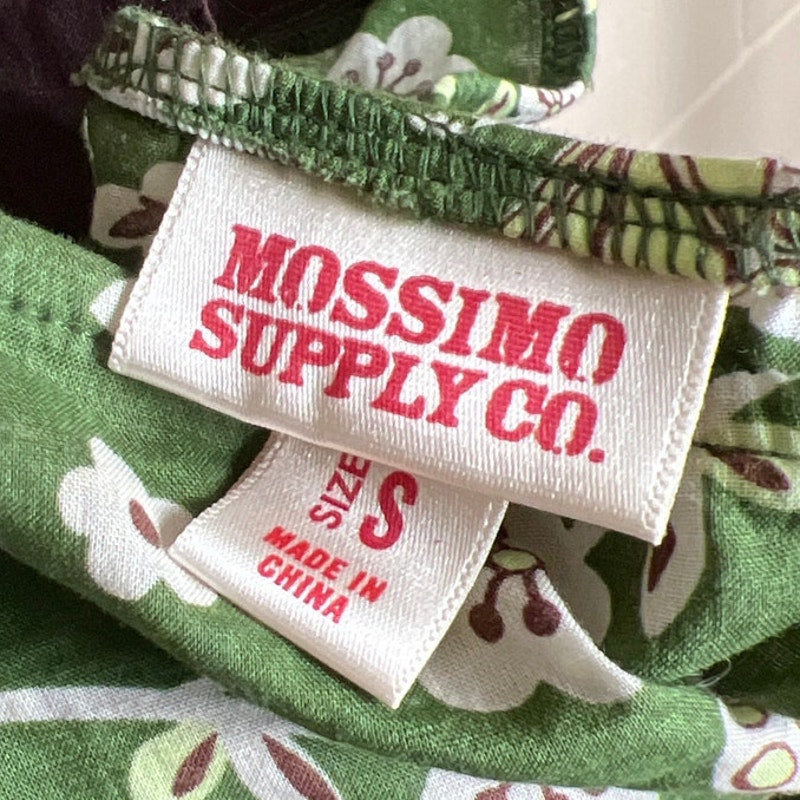 MOSSIMO
SUPPLY CO.
SIZE S
MADE IN
CHINA